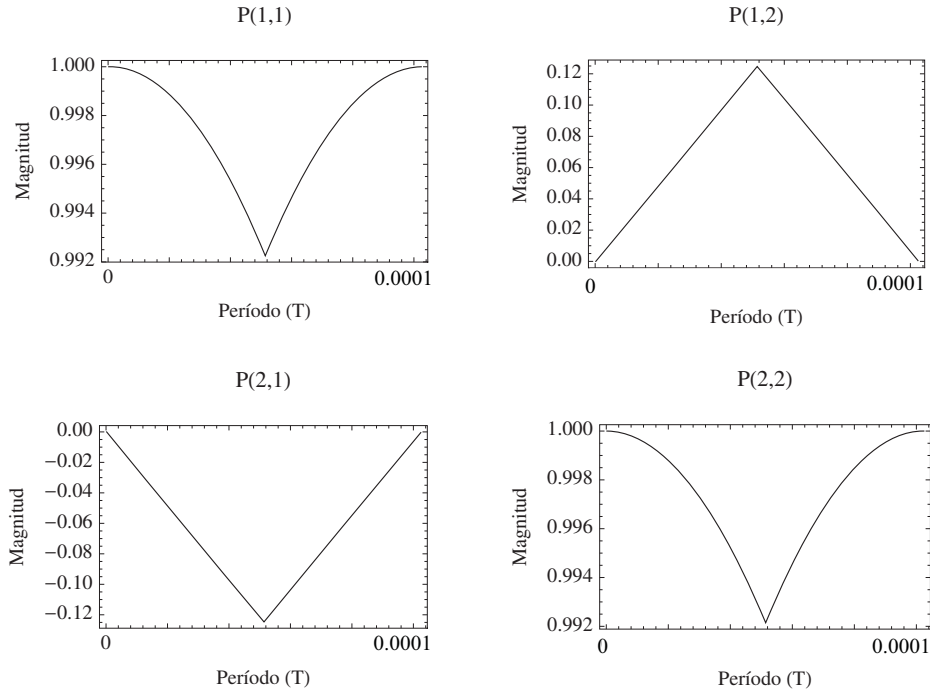 P(1,1)
Magnitud
1.000
0.998
0.996
0.994
0.992
0
0.0001
Período (T)
P(1,2)
Magnitud
0.12
0.10
0.08
0.06
0.04
0.02
0.00
0
0.0001
Período (T)
P(2,1)
Magnitud
0.00
−0.02
−0.04
−0.06
−0.08
−0.10
−0.12
0
0.0001
Período (T)
P(2,2)
Magnitud
1.000
0.998
0.996
0.994
0.992
0
0.0001
Período (T)